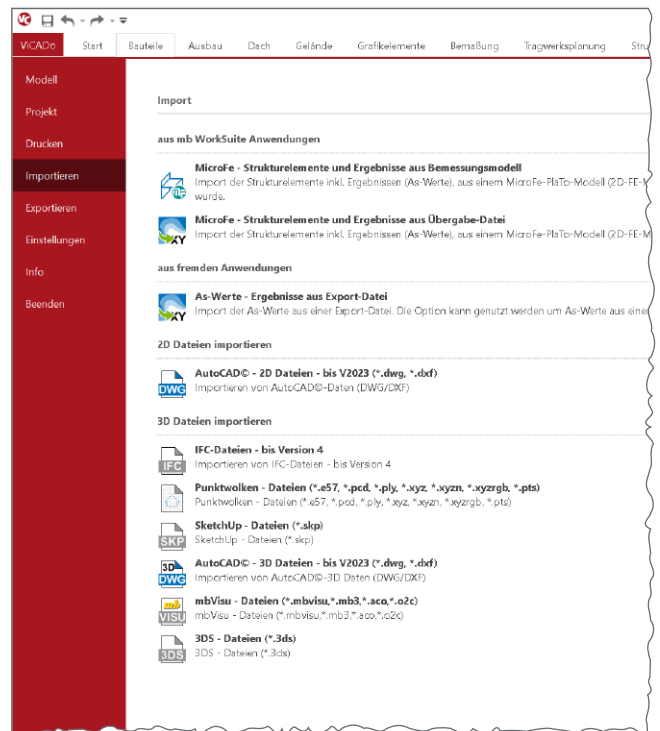 ViCADo Start Bauteile Ausbau Dach Gelände Grafikelemente Bemaßung Tragwerksplanung
Modell
Projekt
Drucken
Importieren
Exportieren
Einstellungen
Info
Beenden
Import
aus mb WorkSuite Anwendungen
MicroFe - Strukturelemente und Ergebnisse aus Bemessungsmodell
Import der Strukturelemente inkl. Ergebnissen (As-Werte), aus einem MicroFe-PlaTo-Modell (2D-FE-M
wurde.
MicroFe - Strukturelemente und Ergebnisse aus Übergabe-Datei
XY
Import der Strukturelemente inkl. Ergebnissen (As-Werte), aus einem MicroFe-PlaTo-Modell (2D-FE-M
aus fremden Anwendungen
As-Werte - Ergebnisse aus Export-Datei
XY
Import der As-Werte aus einer Export-Datei. Die Option kann genutzt werden um As-Werte aus einer
2D Dateien importieren
AutoCAD© - 2D Dateien - bis V2023 (*.dwg, *.dxf)
DWG
Importieren von AutoCAD©-Daten (DWG/DXF)
3D Dateien importieren
IFC-Dateien - bis Version 4
IFC
Importieren von IFC-Dateien - bis Version 4
Punktwolken - Dateien (*.e57, *.pcd, *.ply, *.xyz, *.xyzn, *.xyzrgb, *.pts)
Punktwolken - Dateien (*.e57, *.pcd, *.ply, *.xyz, *.xyzn, *.xyzrgb, *.pts)
SketchUp - Dateien (*.skp)
SKP
SketchUp - Dateien (*.skp)
AutoCAD© - 3D Dateien - bis V2023 (*.dwg, *.dxf)
3D
DWG
Importieren von AutoCAD©-3D Daten (DWG/DXF)
mbVisu - Dateien (*.mbvisu,*.mb3,*.aco,*.o2c)
mb
VISU
mbVisu - Dateien (*.mbvisu,*.mb3,*.aco,*.o2c)
3DS - Dateien (*.3ds)
3DS
3DS - Dateien (*.3ds)